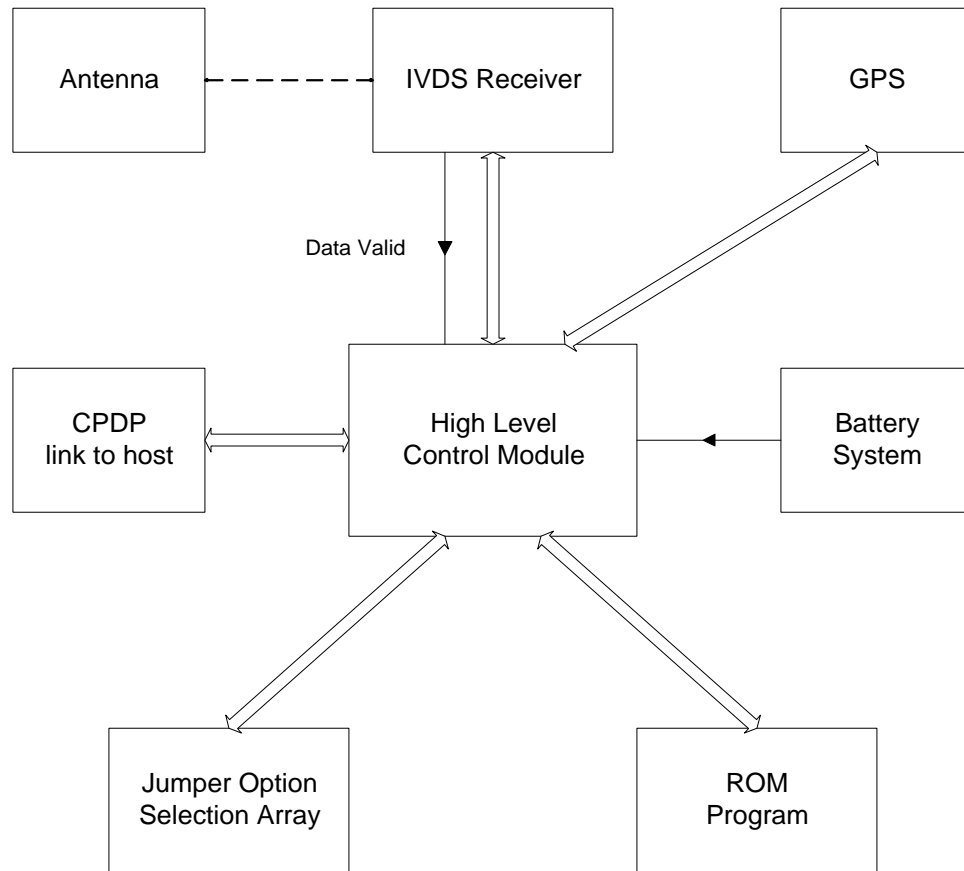 Antenna
IVDS Receiver
GPS
Data Valid
CPDP
link to host
High Level
Control Module
Battery
System
Jumper Option
Selection Array
ROM
Program